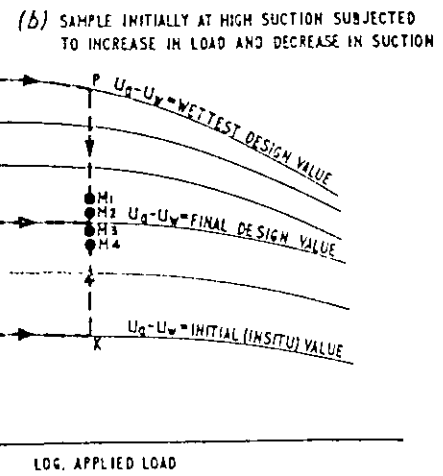 (b) SAMPLE INITIALLY AT HIGH SUCTION SUBJECTED
TO INCREASE IN LOAD AND DECREASE IN SUCTION
P
Ua-Uw=WETTEST DESIGN VALUE
M1
M2
M3
M4
Ua-Uw=FINAL DESIGN VALUE
Ua-Uw=INITIAL (INSITU) VALUE
K
LOG. APPLIED LOAD